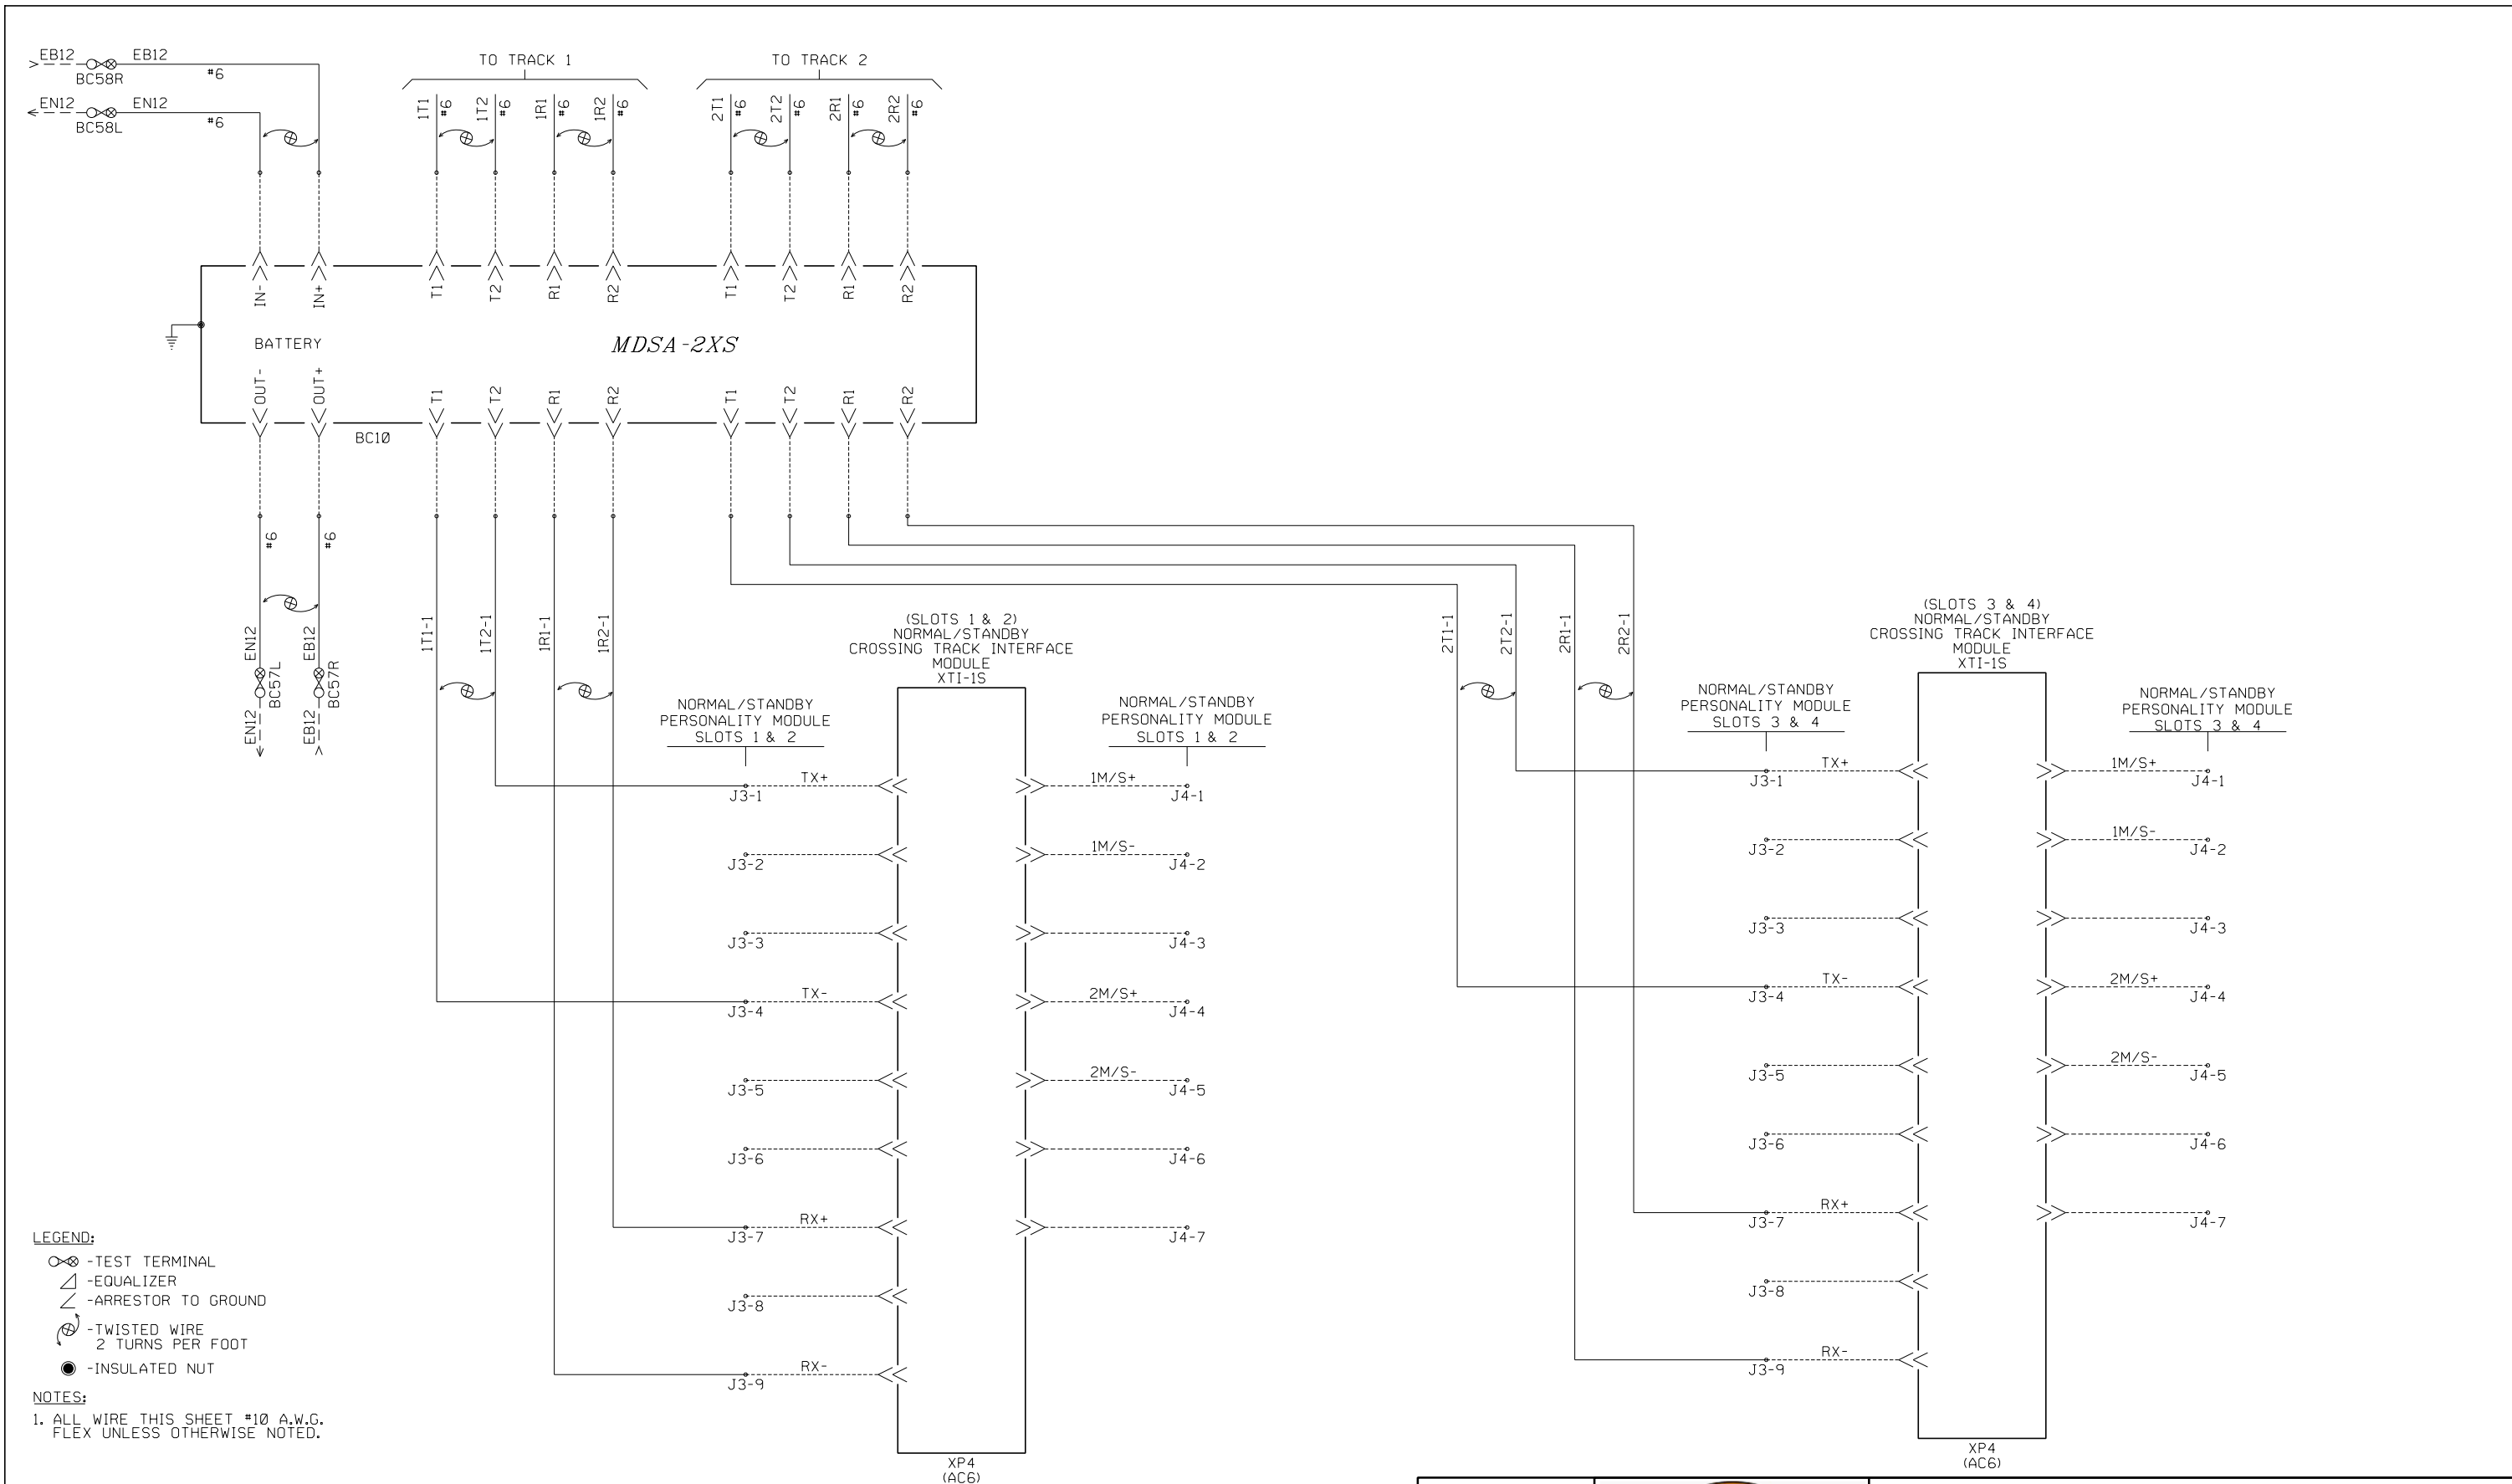 EB12 EB12
BC58R #6
EN12 EN12
BC58L #6
TO TRACK 1
1T1 #6
1T2 #6
1R1 #6
1R2 #6
TO TRACK 2
2T1 #6
2T2 #6
2R1 #6
2R2 #6
IN-
IN+
T1
T2
R1
R2
T1
T2
R1
R2
BATTERY
MDSA-2XS
OUT-
OUT+
T1
T2
R1
R2
T1
T2
R1
R2
BC10
#6
#6
EN12
EB12
BC57L
BC57R
EN12
EB12
1T1-1
1T2-1
1R1-1
1R2-1
2T1-1
2T2-1
2R1-1
2R2-1
(SLOTS 1 & 2)
NORMAL/STANDBY
CROSSING TRACK INTERFACE
MODULE
XTI-1S
NORMAL/STANDBY
PERSONALITY MODULE
SLOTS 1 & 2
TX+
J3-1
J3-2
J3-3
TX-
J3-4
J3-5
J3-6
RX+
J3-7
J3-8
RX-
J3-9
NORMAL/STANDBY
PERSONALITY MODULE
SLOTS 1 & 2
1M/S+
J4-1
1M/S-
J4-2
J4-3
2M/S+
J4-4
2M/S-
J4-5
J4-6
J4-7
XP4
(AC6)
(SLOTS 3 & 4)
NORMAL/STANDBY
CROSSING TRACK INTERFACE
MODULE
XTI-1S
NORMAL/STANDBY
PERSONALITY MODULE
SLOTS 3 & 4
TX+
J3-1
J3-2
J3-3
TX-
J3-4
J3-5
J3-6
RX+
J3-7
J3-8
RX-
J3-9
NORMAL/STANDBY
PERSONALITY MODULE
SLOTS 3 & 4
1M/S+
J4-1
1M/S-
J4-2
J4-3
2M/S+
J4-4
2M/S-
J4-5
J4-6
J4-7
XP4
(AC6)
LEGEND:
-TEST TERMINAL
-EQUALIZER
-ARRESTOR TO GROUND
-TWISTED WIRE
2 TURNS PER FOOT
-INSULATED NUT
NOTES:
1. ALL WIRE THIS SHEET #10 A.W.G.
FLEX UNLESS OTHERWISE NOTED.